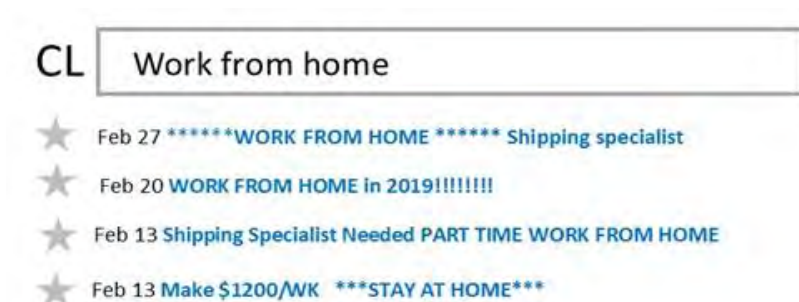 CL Work from home
Feb 27 ******WORK FROM HOME ****** Shipping specialist
Feb 20 WORK FROM HOME in 2019!!!!!!!!!
Feb 13 Shipping Specialist Needed PART TIME WORK FROM HOME
Feb 13 Make $1200/WK ***STAY AT HOME***